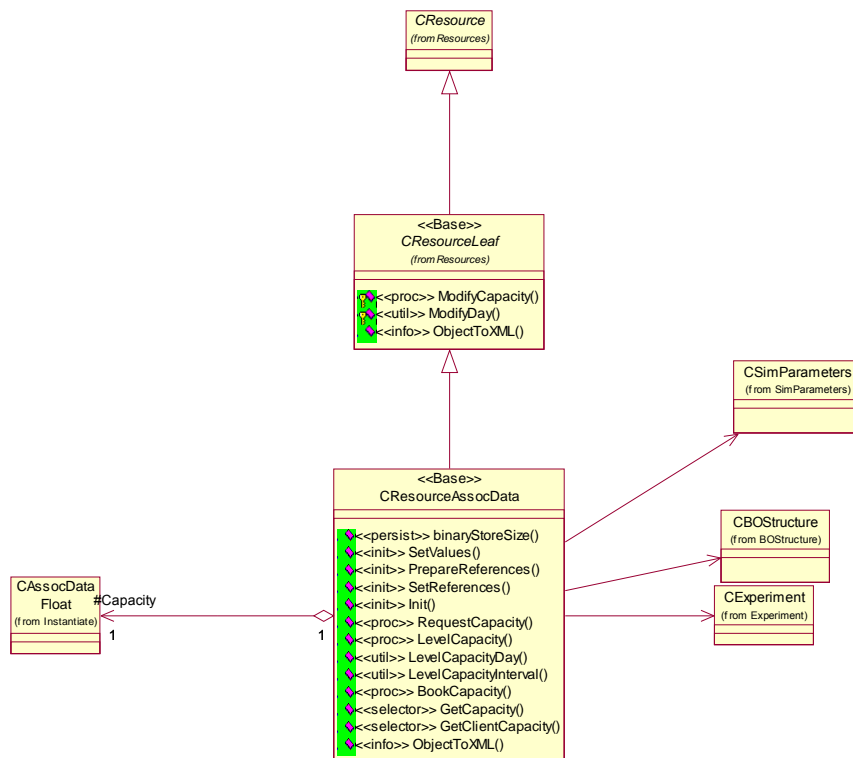 CResource
(from Resources)
<<Base>>
CResourceLeaf
(from Resources)
<<proc>> ModifyCapacity()
<<util>> ModifyDay()
<<info>> ObjectToXML()
CSimParameters
(from SimParameters)
<<Base>>
CResourceAssocData
<<persist>> binaryStoreSize()
<<init>> SetValues()
<<init>> PrepareReferences()
<<init>> SetReferences()
<<init>> Init()
<<proc>> RequestCapacity()
<<proc>> LevelCapacity()
<<util>> LevelCapacityDay()
<<util>> LevelCapacityInterval()
<<proc>> BookCapacity()
<<selector>> GetCapacity()
<<selector>> GetClientCapacity()
<<info>> ObjectToXML()
CBOStructure
(from BOStructure)
CExperiment
(from Experiment)
CAssocData
Float
(from Instantiate)
#Capacity
1
1